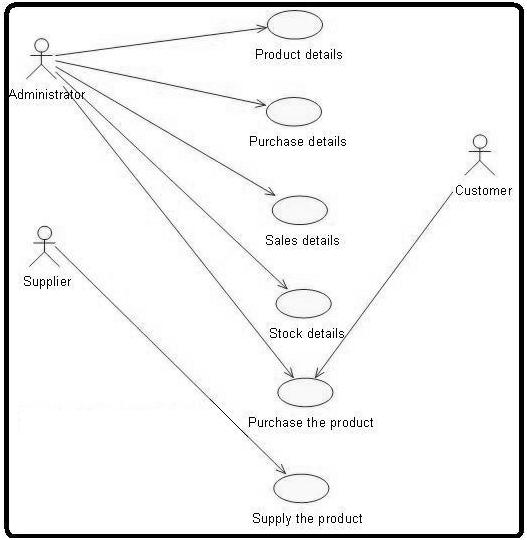 Product details
Administrator
Purchase details
Customer
Sales details
Supplier
Stock details
Purchase the product
Supply the product